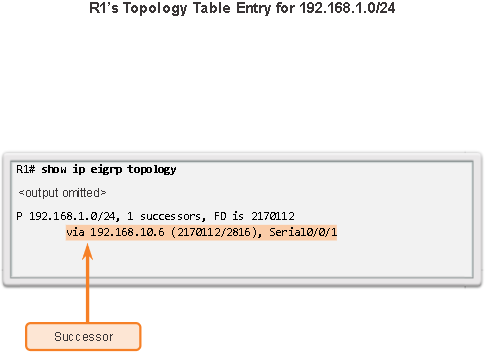 R1's Topology Table Entry for 192.168.1.0/24
R1# show ip eigrp topology
<output omitted>
P 192.168.1.0/24, 1 successors, FD is 2170112
via 192.168.10.6 (2170112/2816), Serial0/0/1
Successor